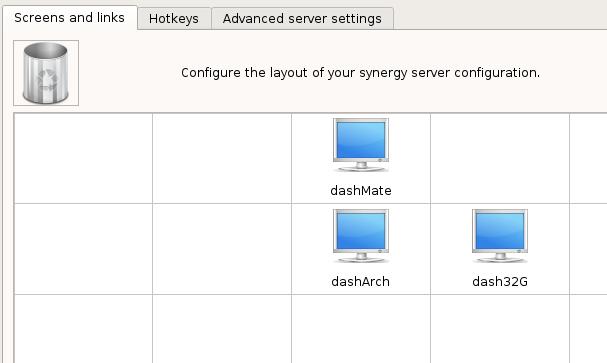 Screens and links
Hotkeys
Advanced server settings
Configure the layout of your synergy server configuration.
dashMate
dashArch
dash32G